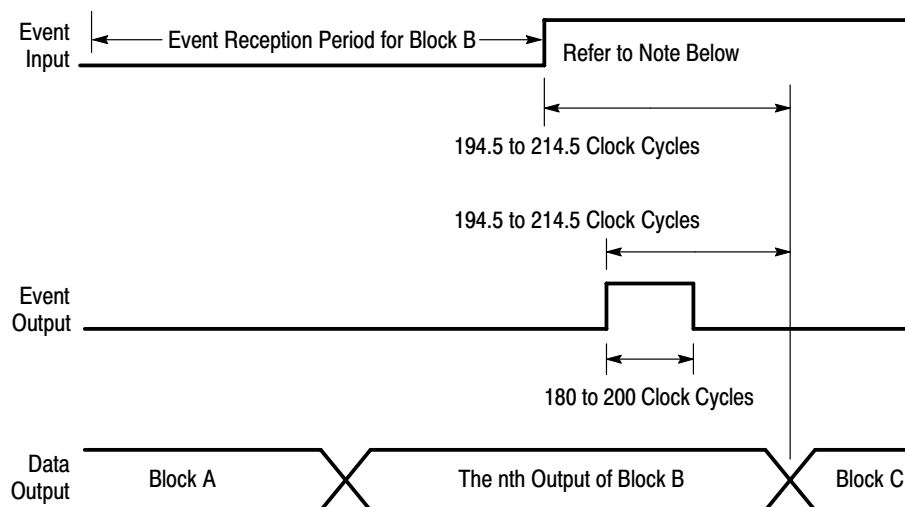 Event
Input
Event Reception Period for Block B
Refer to Note Below
194.5 to 214.5 Clock Cycles
194.5 to 214.5 Clock Cycles
Event
Output
180 to 200 Clock Cycles
Data
Output
Block A
The nth Output of Block B
Block C